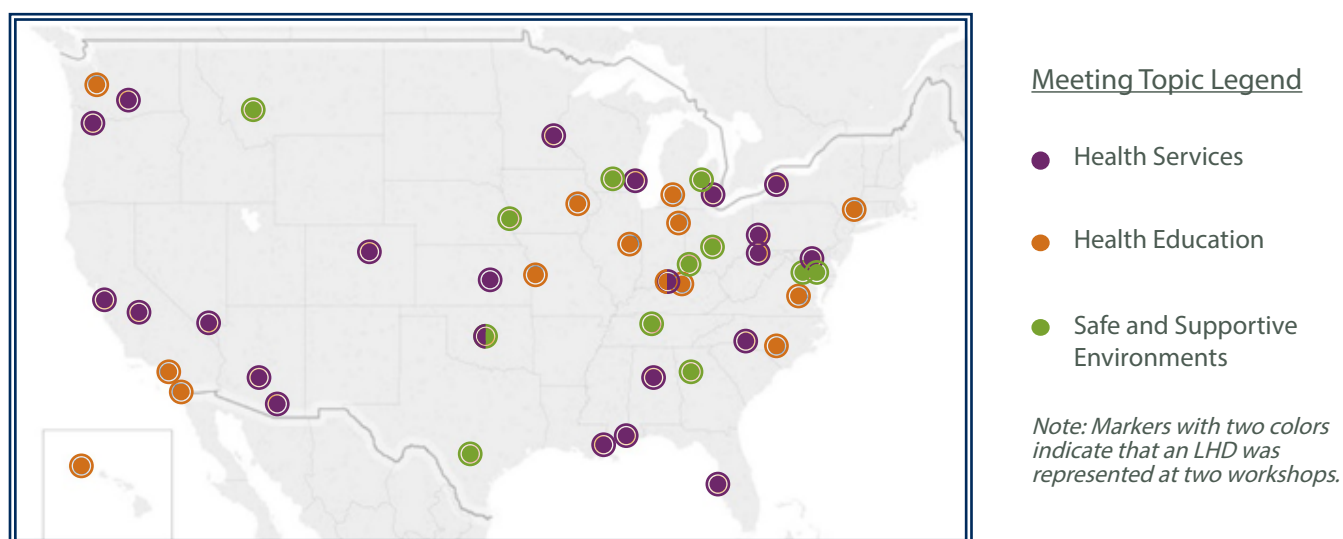 Meeting Topic Legend
Health Services
Health Education
Safe and Supportive
Environments
Note: Markers with two colors
indicate that an LHD was
represented at two workshops.